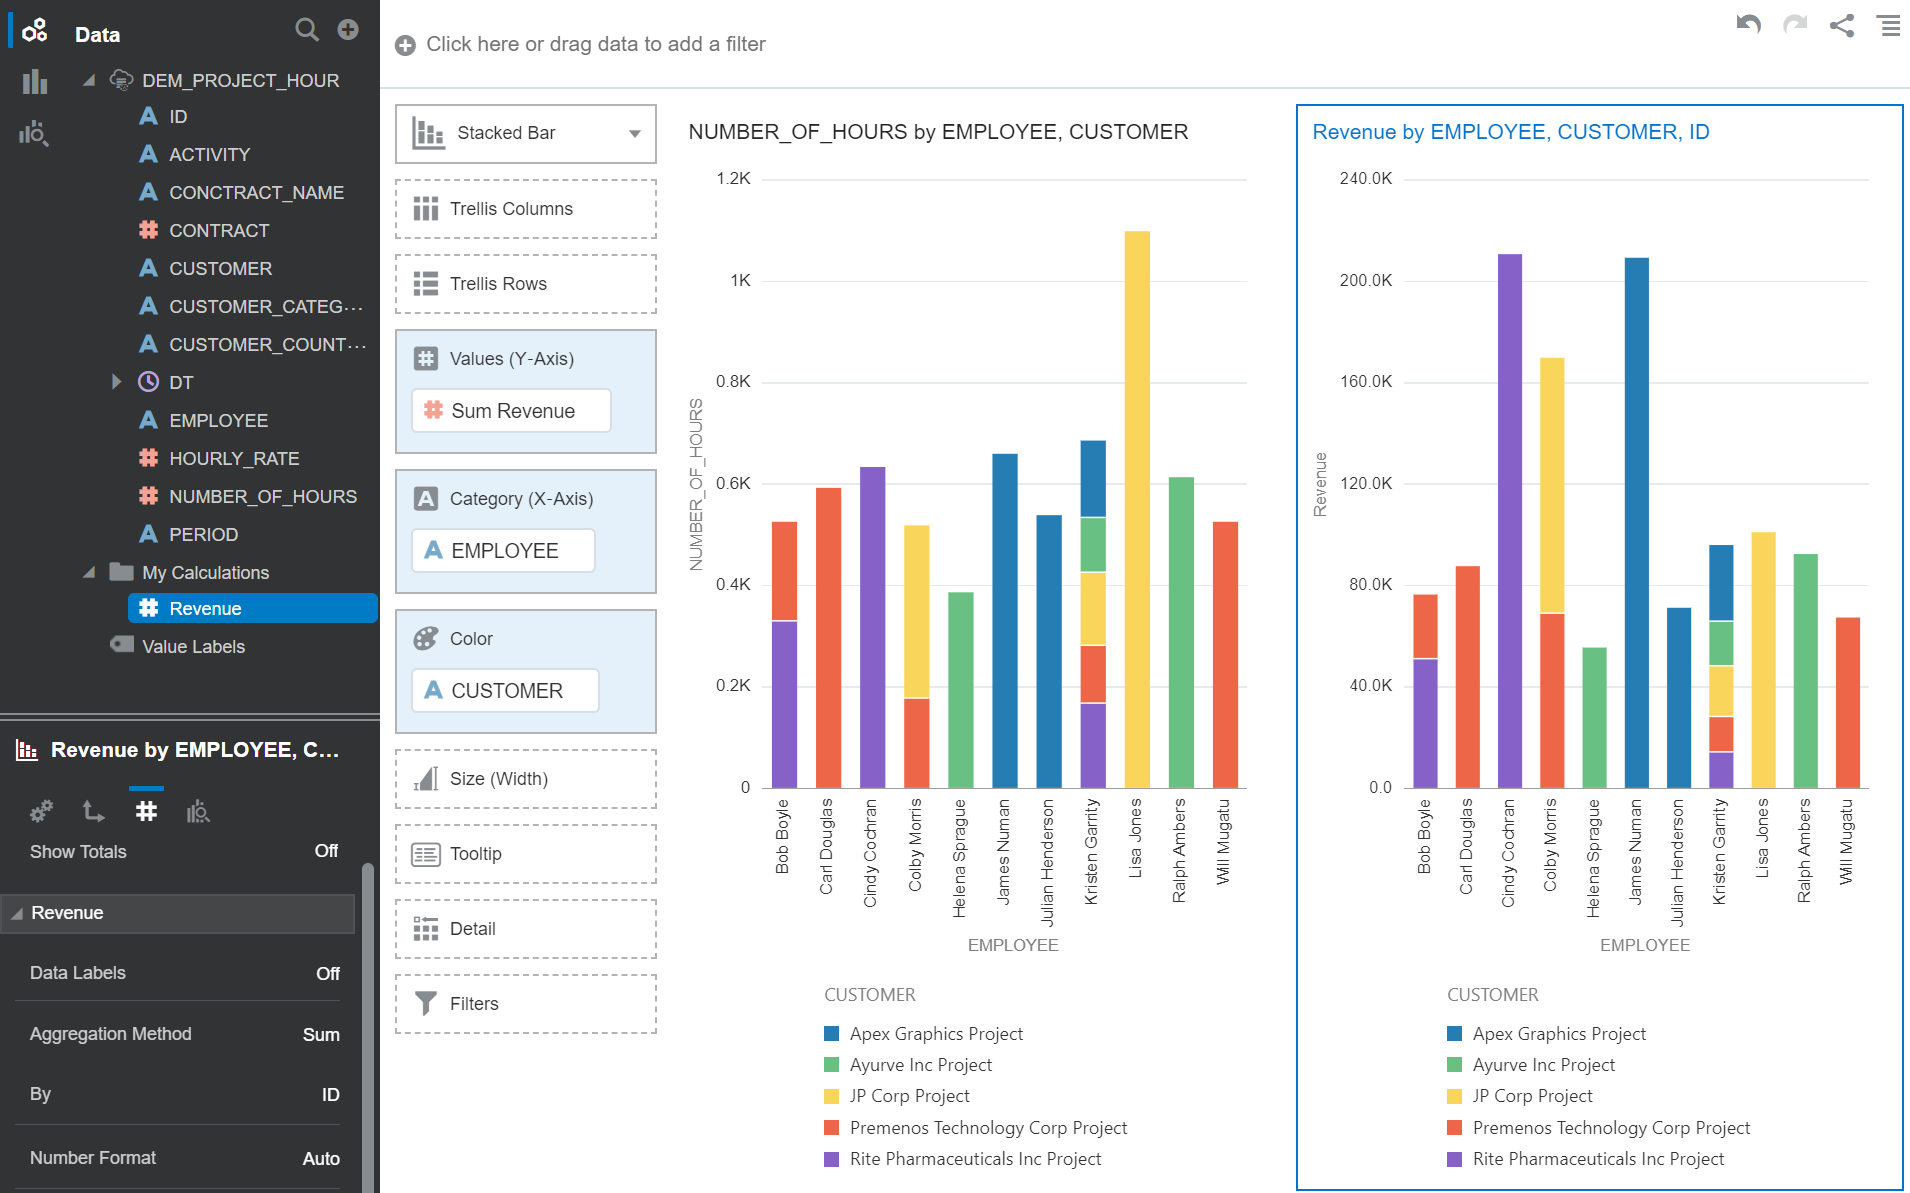 Data
DEM_PROJECT_HOUR
ID
ACTIVITY
CONCTRACT_NAME
CONTRACT
CUSTOMER
CUSTOMER_CATEG...
CUSTOMER_COUNT...
DT
EMPLOYEE
HOURLY_RATE
NUMBER_OF_HOURS
PERIOD
My Calculations
Revenue
Value Labels
Revenue by EMPLOYEE, C...
Show Totals Off
Revenue
Data Labels Off
Aggregation Method Sum
By ID
Number Format Auto
Click here or drag data to add a filter
Stacked Bar
Trellis Columns
Trellis Rows
Values (Y-Axis)
Sum Revenue
Category (X-Axis)
A EMPLOYEE
Color
A CUSTOMER
Size (Width)
Tooltip
Detail
Filters
NUMBER_OF_HOURS by EMPLOYEE, CUSTOMER
1.2K
1K
0.8K
0.6K
0.4K
0.2K
0
NUMBER_OF_HOURS
Bob Boyle
Carl Douglas
Cindy Cochran
Colby Morris
Helena Sprague
James Numan
Julian Henderson
Kristen Garrity
Lisa Jones
Ralph Ambers
Will Mugatu
EMPLOYEE
CUSTOMER
Apex Graphics Project
Ayurve Inc Project
JP Corp Project
Premenos Technology Corp Project
Rite Pharmaceuticals Inc Project
Revenue by EMPLOYEE, CUSTOMER, ID
240.0K
200.0K
160.0K
120.0K
80.0K
40.0K
0.0
Revenue
Bob Boyle
Carl Douglas
Cindy Cochran
Colby Morris
Helena Sprague
James Numan
Julian Henderson
Kristen Garrity
Lisa Jones
Ralph Ambers
Will Mugatu
EMPLOYEE
CUSTOMER
Apex Graphics Project
Ayurve Inc Project
JP Corp Project
Premenos Technology Corp Project
Rite Pharmaceuticals Inc Project